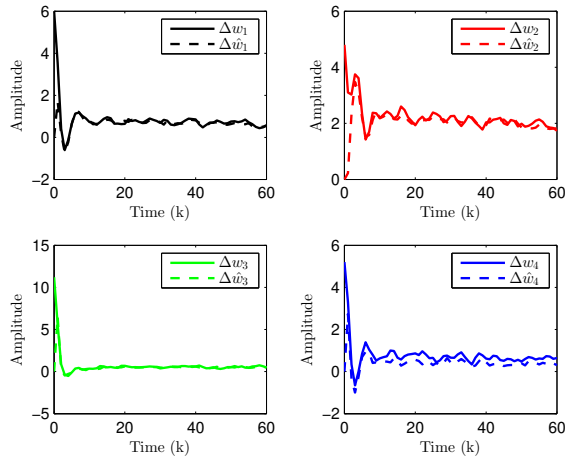 6
4
2
0
−2
0 20 40 60
Amplitude
Time (k)
Δw₁
Δŵ₁
6
4
2
0
0 20 40 60
Amplitude
Time (k)
Δw₂
Δŵ₂
15
10
5
0
−5
0 20 40 60
Amplitude
Time (k)
Δw₃
Δŵ₃
6
4
2
0
−2
0 20 40 60
Amplitude
Time (k)
Δw₄
Δŵ₄